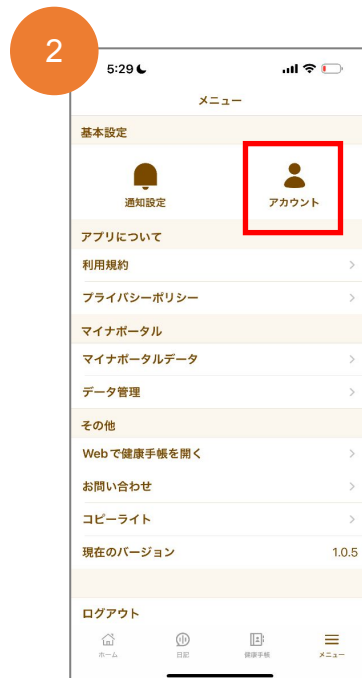 2
5:29
メニュー
基本設定
通知設定
アカウント
アプリについて
利用規約
プライバシーポリシー
マイナポータル
マイナポータルデータ
データ管理
その他
Webで健康手帳を開く
お問い合わせ
コピーライト
現在のバージョン 1.0.5
ログアウト
ホーム 日記 健康手帳 メニュー